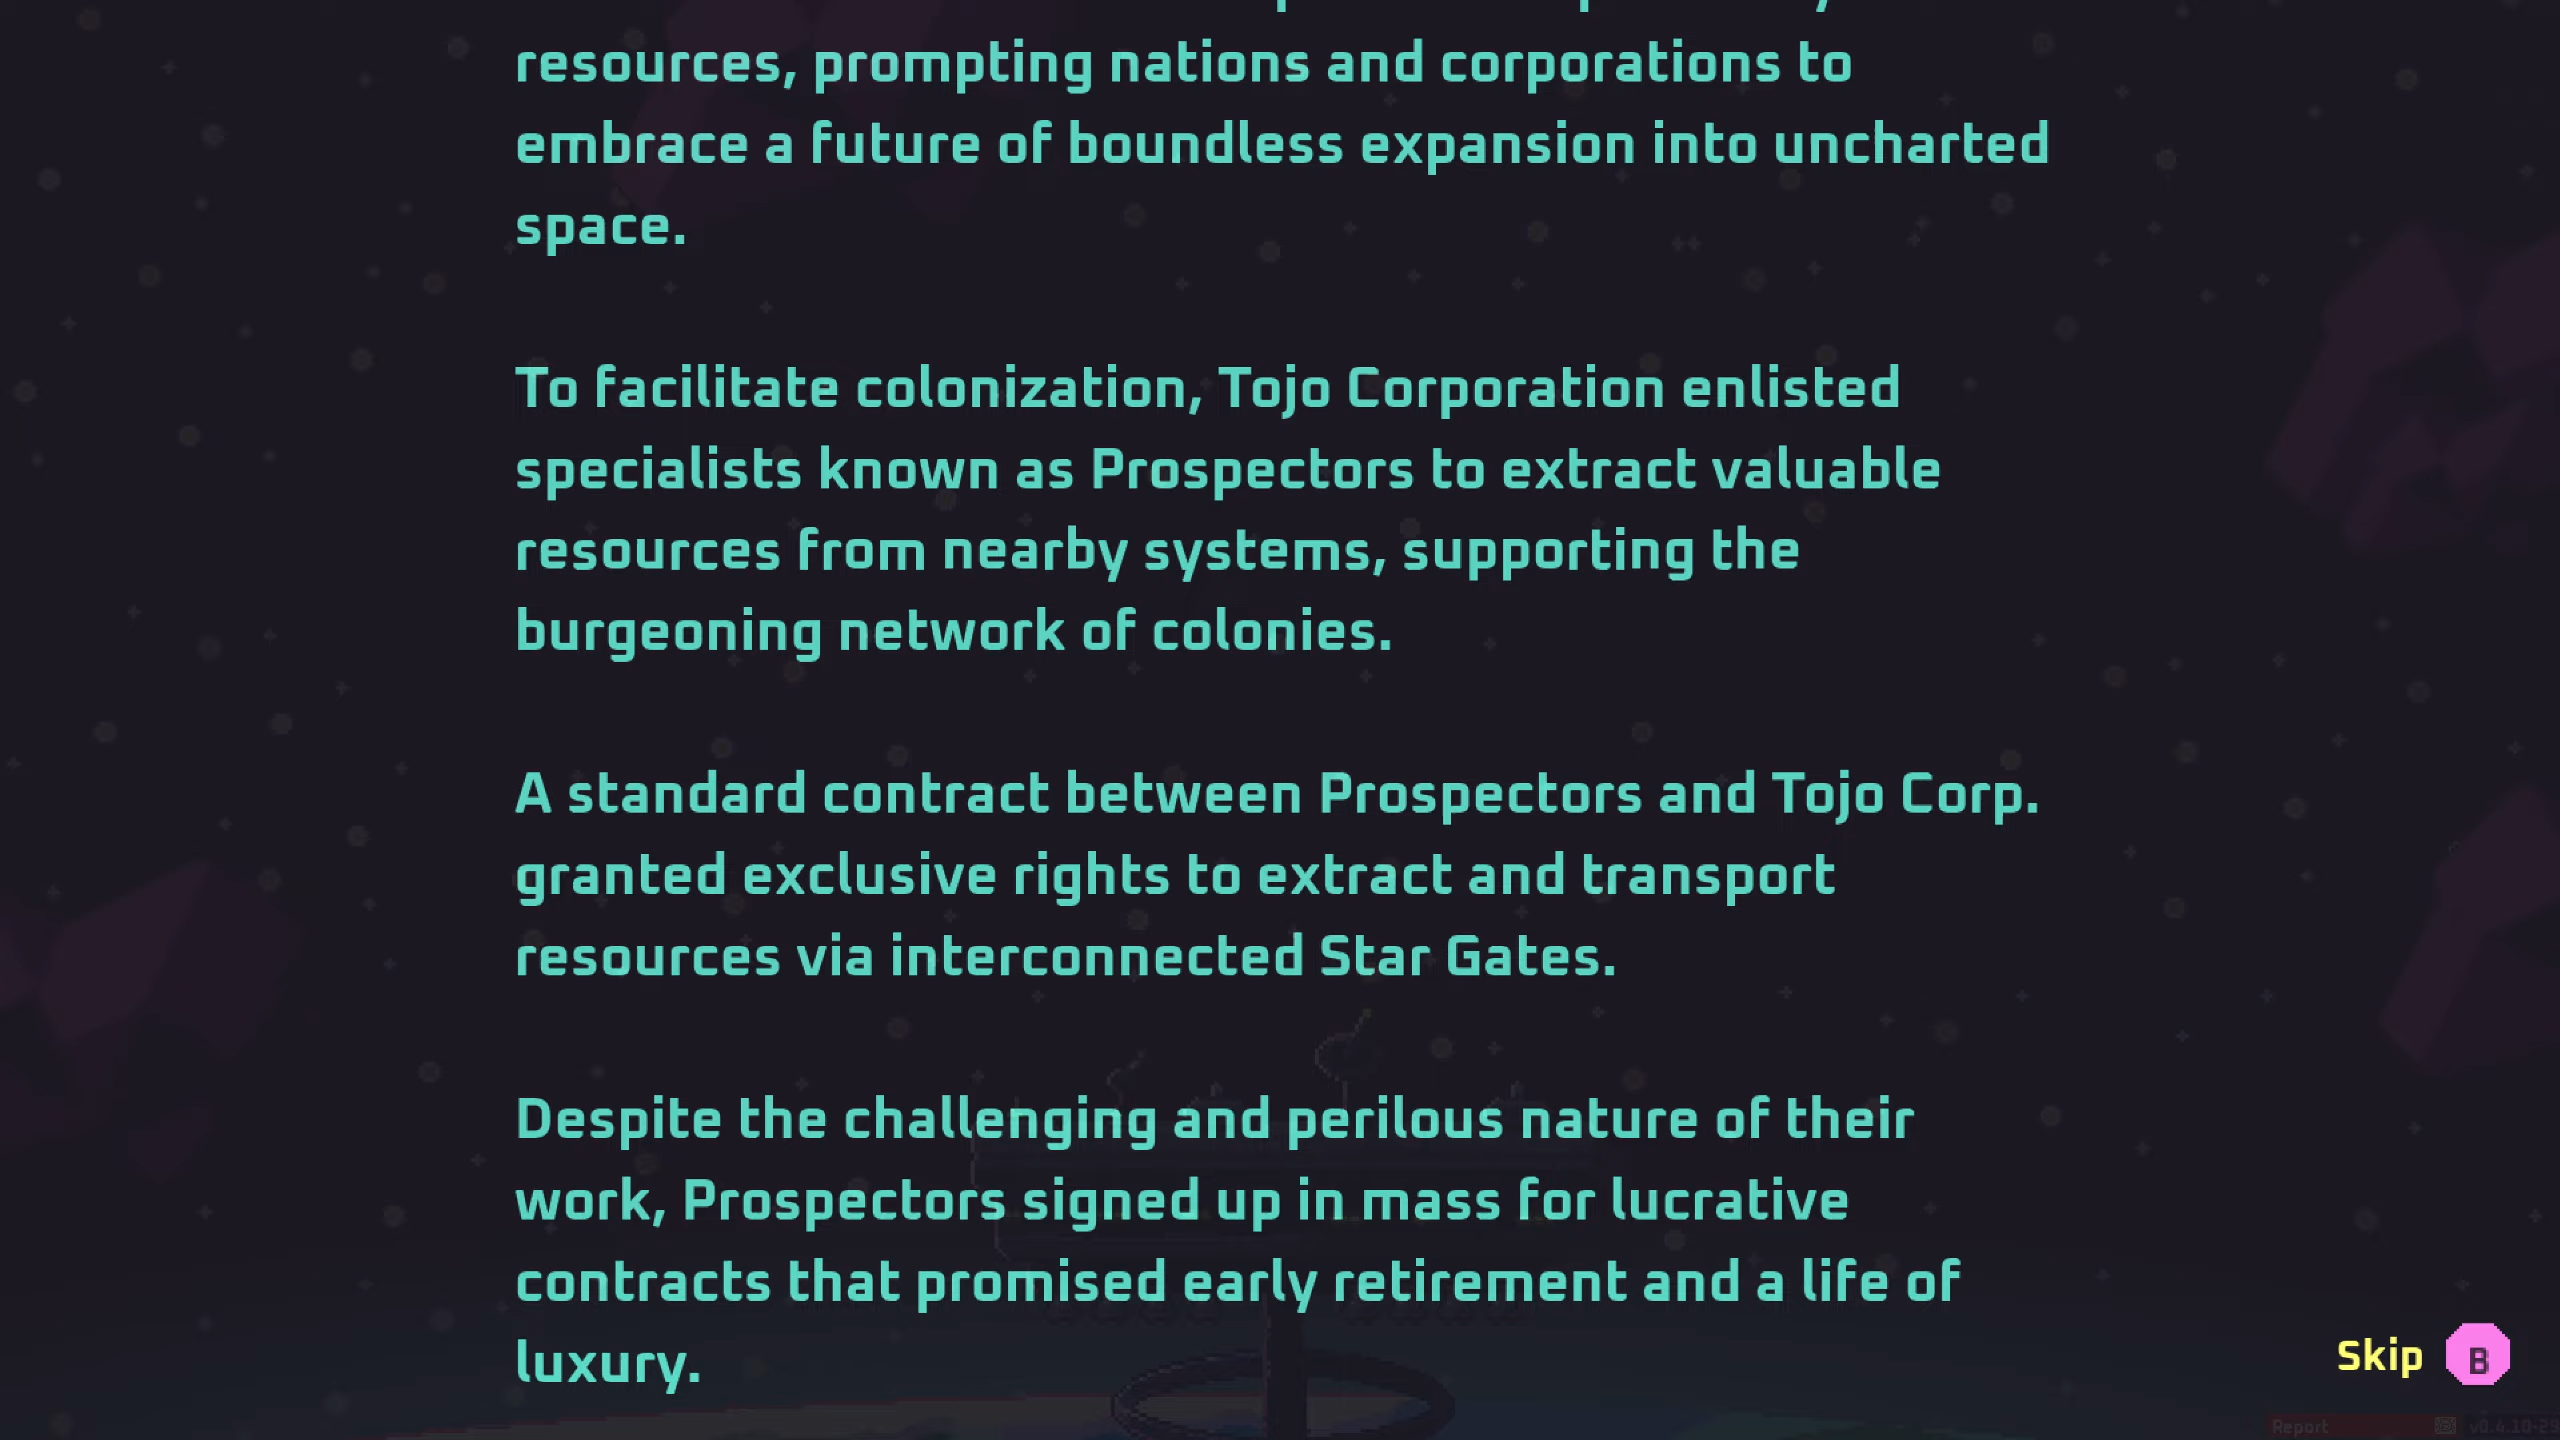 resources, prompting nations and corporations to
embrace a future of boundless expansion into uncharted
space.
To facilitate colonization, Tojo Corporation enlisted
specialists known as Prospectors to extract valuable
resources from nearby systems, supporting the
burgeoning network of colonies.
A standard contract between Prospectors and Tojo Corp.
granted exclusive rights to extract and transport
resources via interconnected Star Gates.
Despite the challenging and perilous nature of their
work, Prospectors signed up in mass for lucrative
contracts that promised early retirement and a life of
luxury.
Skip B
Report